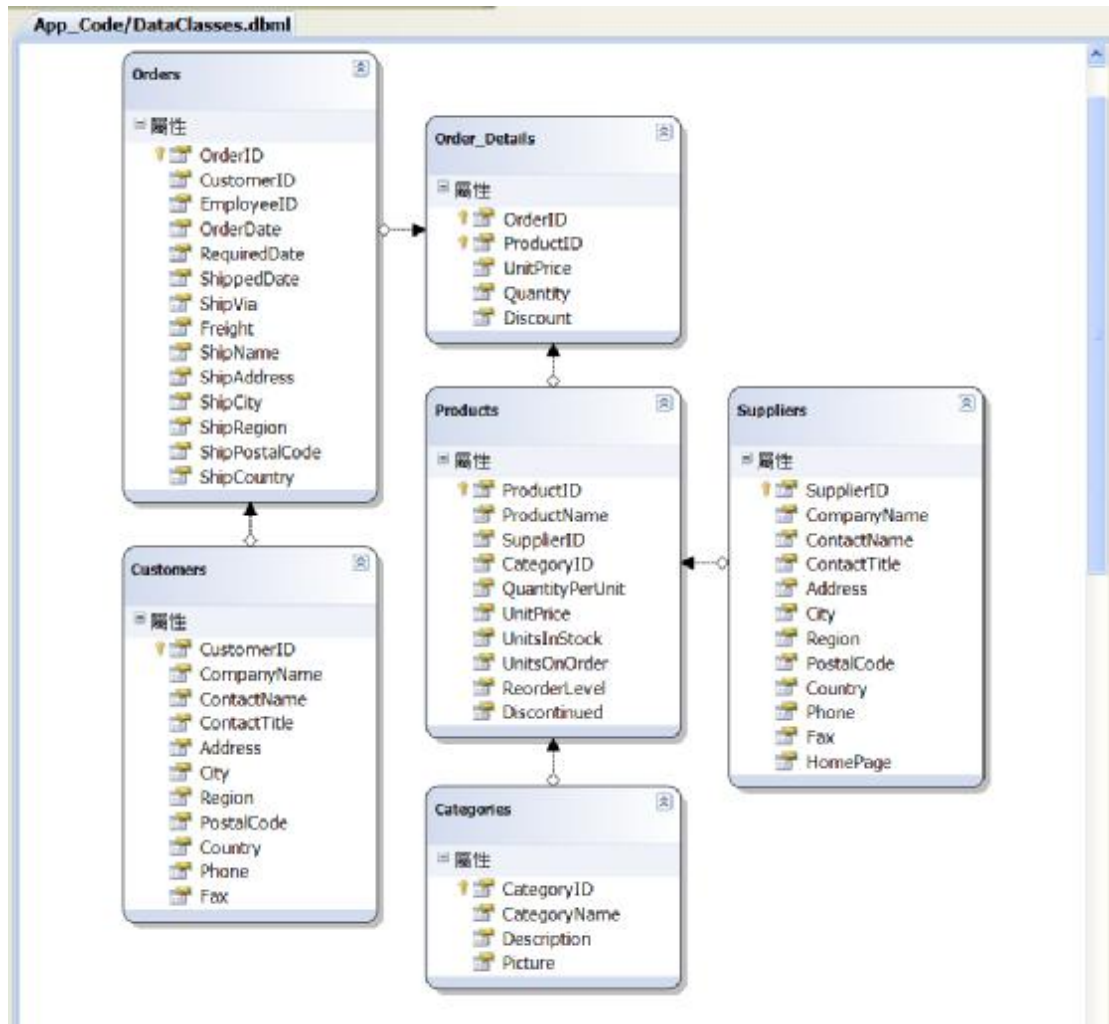 App_Code/DataClasses.dbml
Orders
屬性
OrderID
CustomerID
EmployeeID
OrderDate
RequiredDate
ShippedDate
ShipVia
Freight
ShipName
ShipAddress
ShipCity
ShipRegion
ShipPostalCode
ShipCountry
Order_Details
屬性
OrderID
ProductID
UnitPrice
Quantity
Discount
Products
屬性
ProductID
ProductName
SupplierID
CategoryID
QuantityPerUnit
UnitPrice
UnitsInStock
UnitsOnOrder
ReorderLevel
Discontinued
Suppliers
屬性
SupplierID
CompanyName
ContactName
ContactTitle
Address
City
Region
PostalCode
Country
Phone
Fax
HomePage
Customers
屬性
CustomerID
CompanyName
ContactName
ContactTitle
Address
City
Region
PostalCode
Country
Phone
Fax
Categories
屬性
CategoryID
CategoryName
Description
Picture